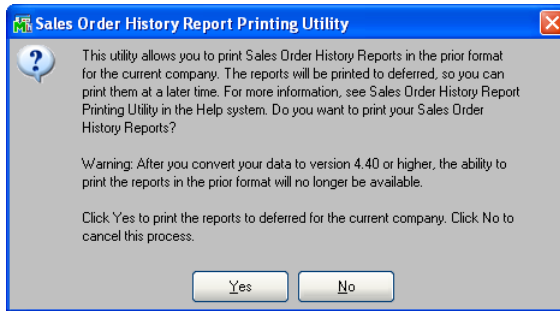 Sales Order History Report Printing Utility
This utility allows you to print Sales Order History Reports in the prior format
for the current company. The reports will be printed to deferred, so you can
print them at a later time. For more information, see Sales Order History Report
Printing Utility in the Help system. Do you want to print your Sales Order
History Reports?
Warning: After you convert your data to version 4.40 or higher, the ability to
print the reports in the prior format will no longer be available.
Click Yes to print the reports to deferred for the current company. Click No to
cancel this process.
Yes No